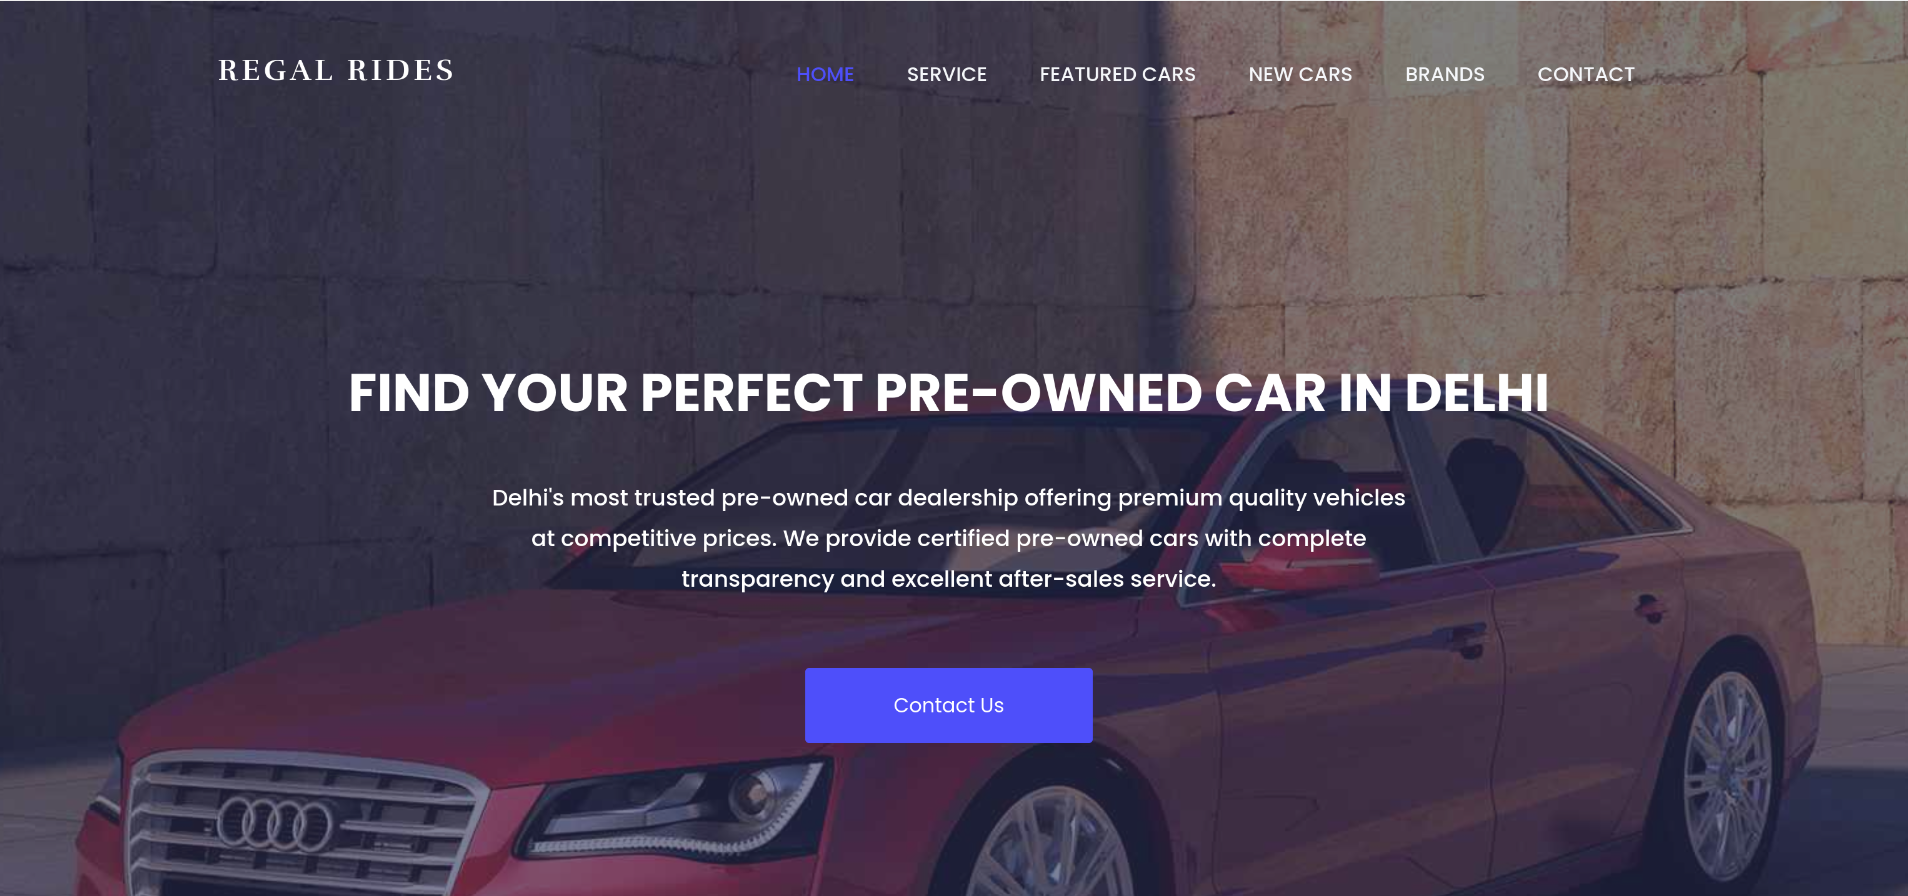 REGAL RIDES
HOME SERVICE FEATURED CARS NEW CARS BRANDS CONTACT
FIND YOUR PERFECT PRE-OWNED CAR IN DELHI
Delhi's most trusted pre-owned car dealership offering premium quality vehicles
at competitive prices. We provide certified pre-owned cars with complete
transparency and excellent after-sales service.
Contact Us